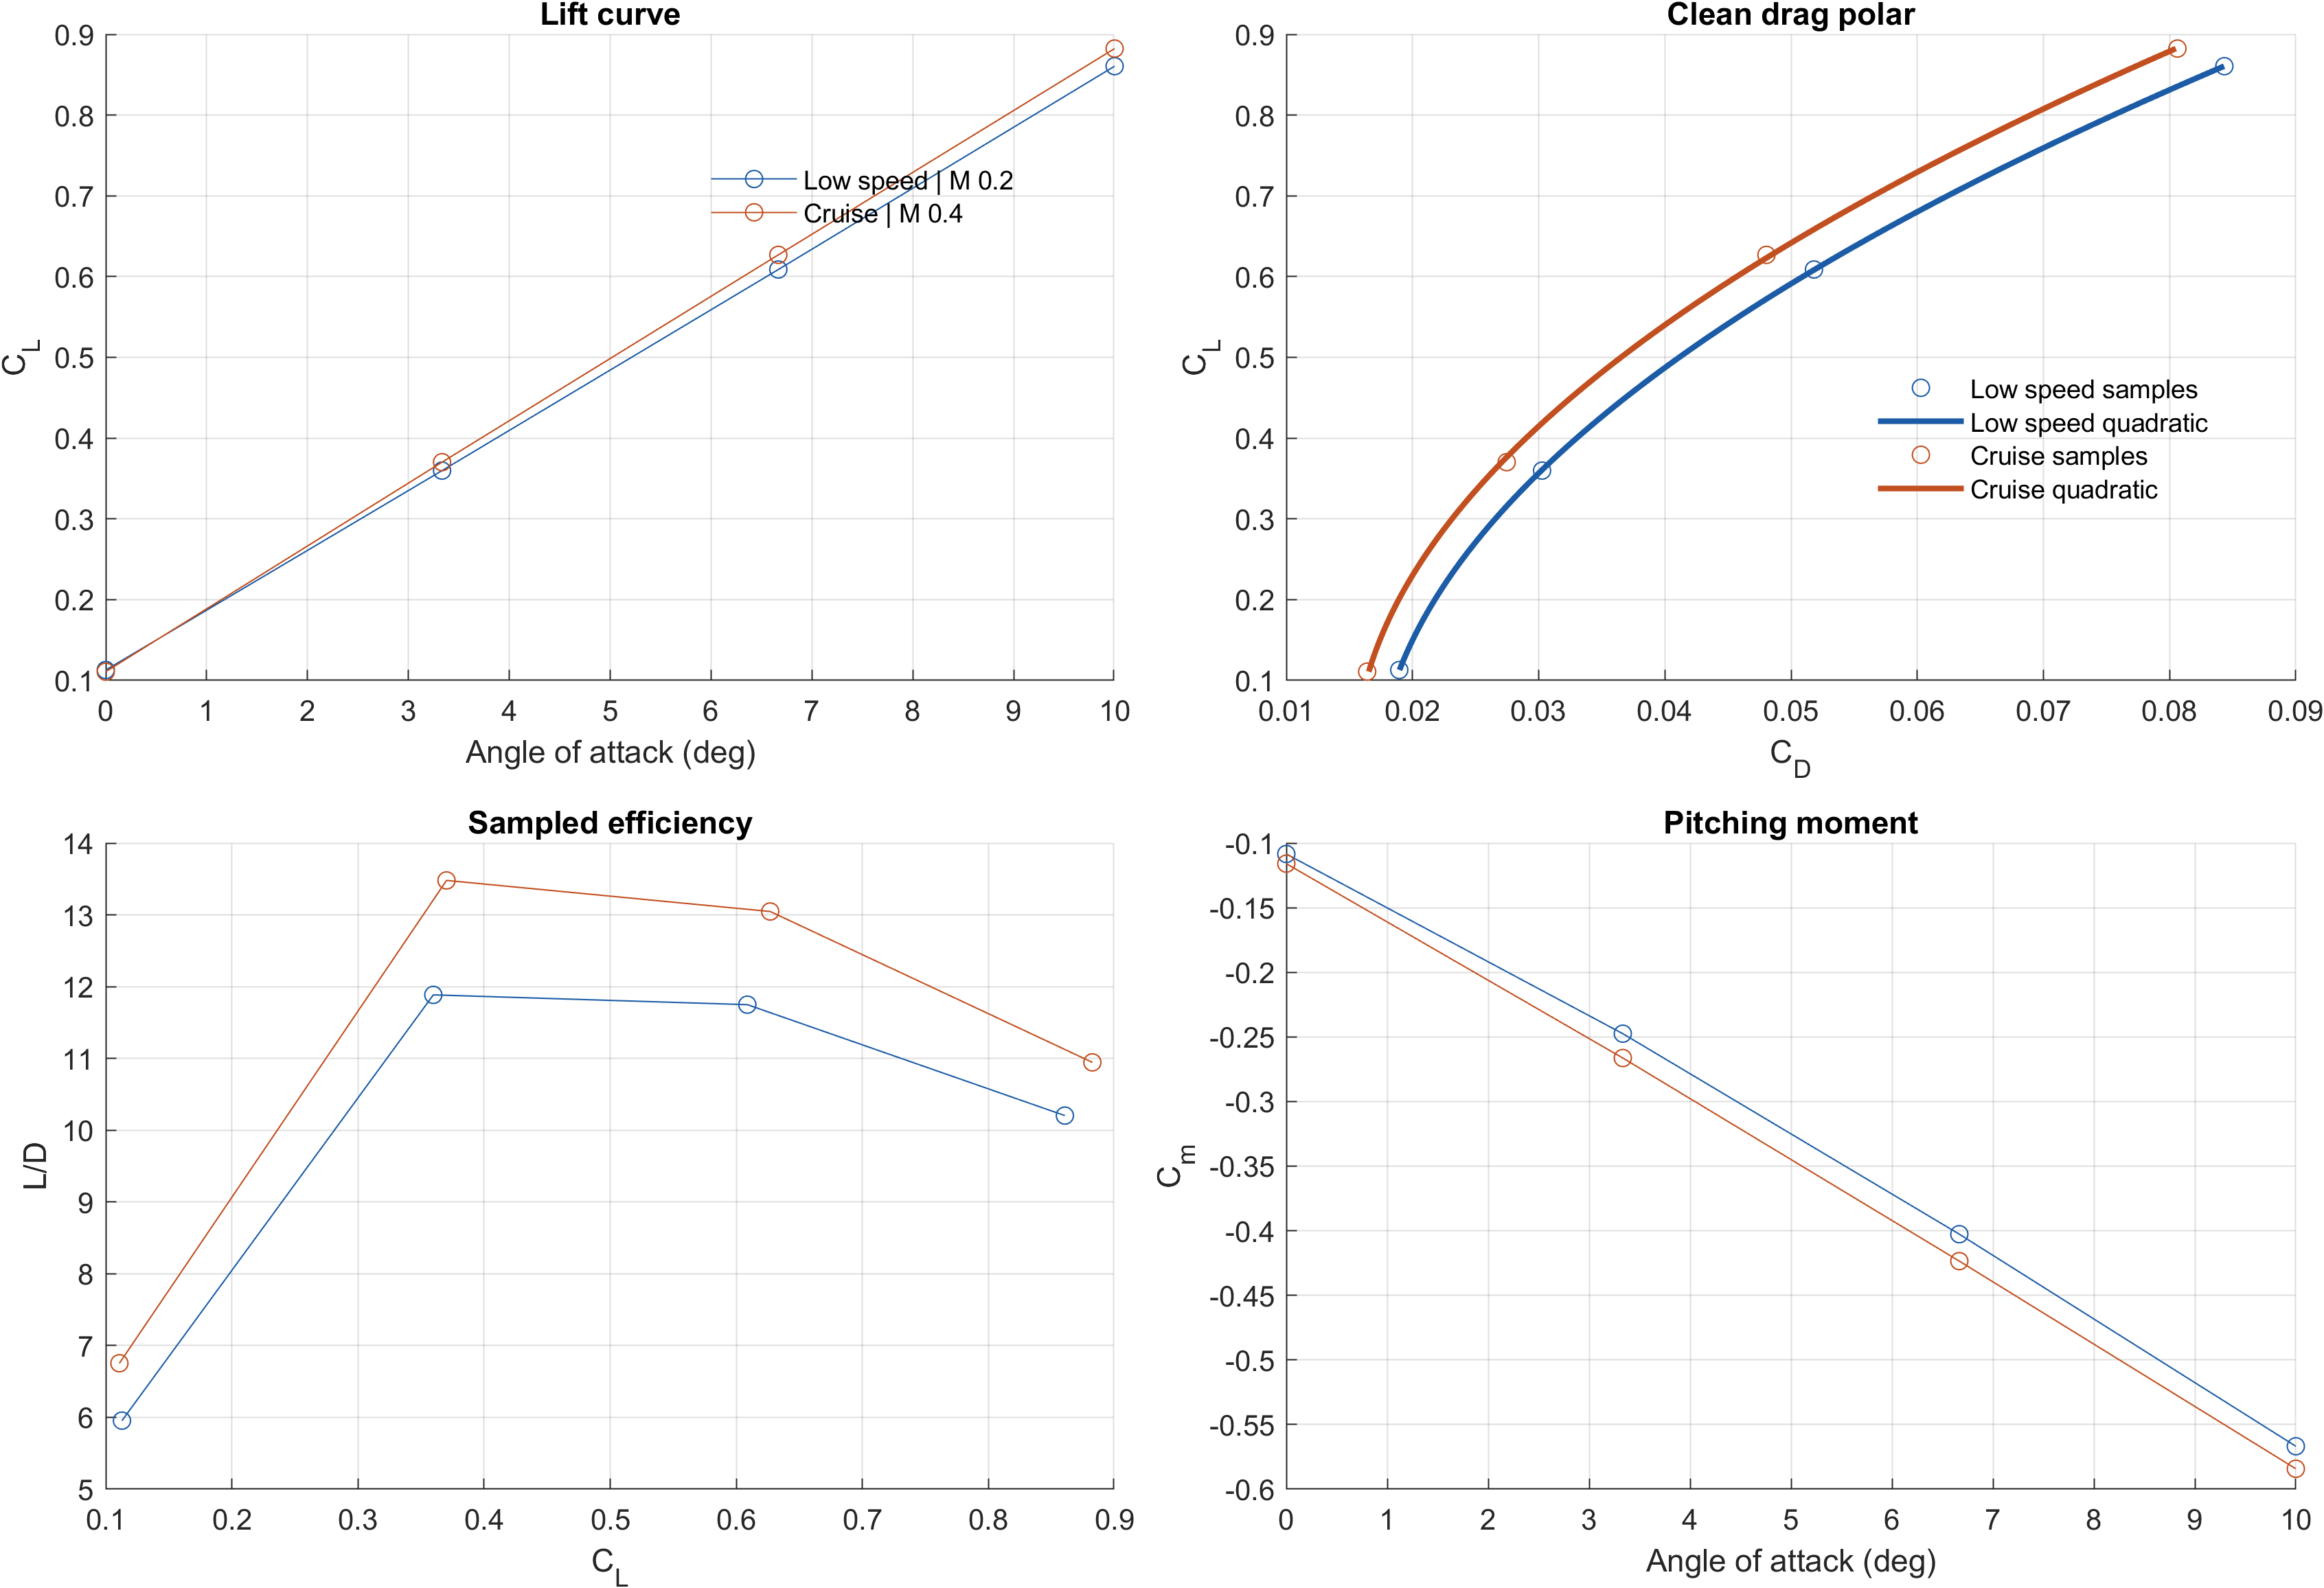 Lift curve
0.9
0.8
0.7
0.6
0.5
0.4
0.3
0.2
0.1
C_L
Low speed | M 0.2
Cruise | M 0.4
0 1 2 3 4 5 6 7 8 9 10
Angle of attack (deg)
Clean drag polar
0.9
0.8
0.7
0.6
0.5
0.4
0.3
0.2
0.1
C_L
Low speed samples
Low speed quadratic
Cruise samples
Cruise quadratic
0.01 0.02 0.03 0.04 0.05 0.06 0.07 0.08 0.09
C_D
Sampled efficiency
14
13
12
11
10
9
8
7
6
5
L/D
0.1 0.2 0.3 0.4 0.5 0.6 0.7 0.8 0.9
C_L
Pitching moment
-0.1
-0.15
-0.2
-0.25
-0.3
-0.35
-0.4
-0.45
-0.5
-0.55
-0.6
C_m
0 1 2 3 4 5 6 7 8 9 10
Angle of attack (deg)